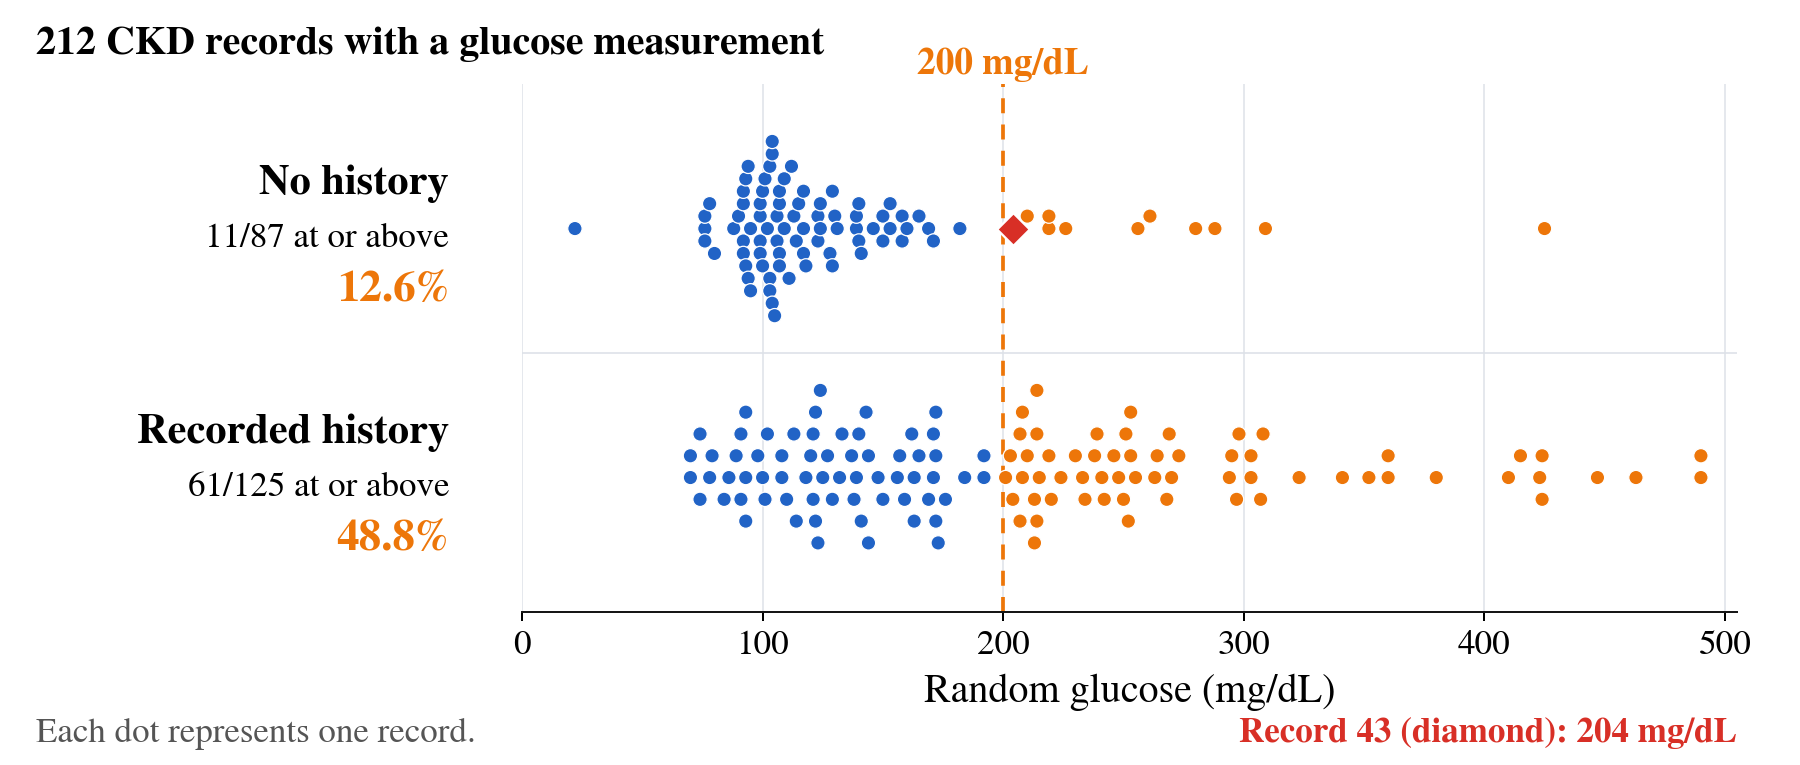 212 CKD records with a glucose measurement
200 mg/dL
No history
11/87 at or above
12.6%
Recorded history
61/125 at or above
48.8%
0 100 200 300 400 500
Random glucose (mg/dL)
Each dot represents one record.
Record 43 (diamond): 204 mg/dL